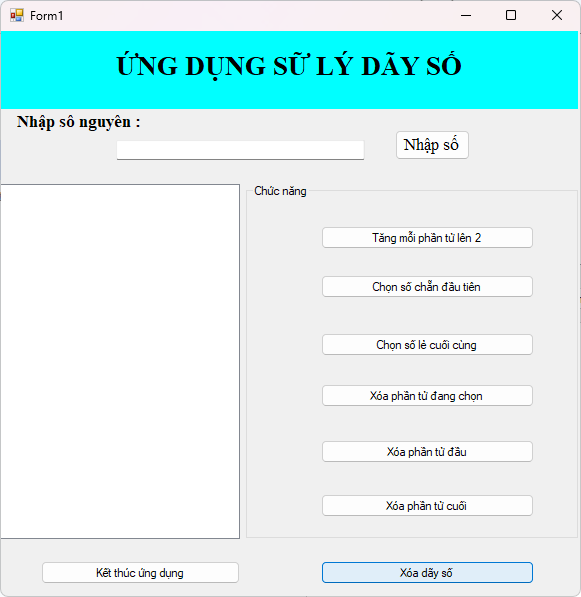 Form1
ỨNG DỤNG SỮ LÝ DÃY SỐ
Nhập sô nguyên :
Nhập số
Chức năng
Tăng mỗi phần tử lên 2
Chọn số chẵn đầu tiên
Chọn số lẻ cuối cùng
Xóa phần tử đang chọn
Xóa phần tử đầu
Xóa phần tử cuối
Kết thúc ứng dụng
Xóa dãy số